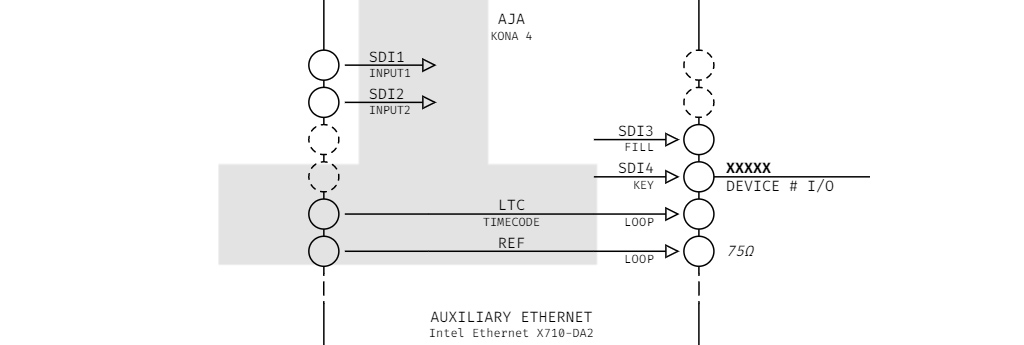 AJA
KONA 4
SDI1
INPUT1
SDI2
INPUT2
SDI3
FILL
SDI4
KEY
XXXXX
DEVICE # I/O
LTC
TIMECODE
LOOP
REF
LOOP
75Ω
AUXILIARY ETHERNET
Intel Ethernet X710-DA2